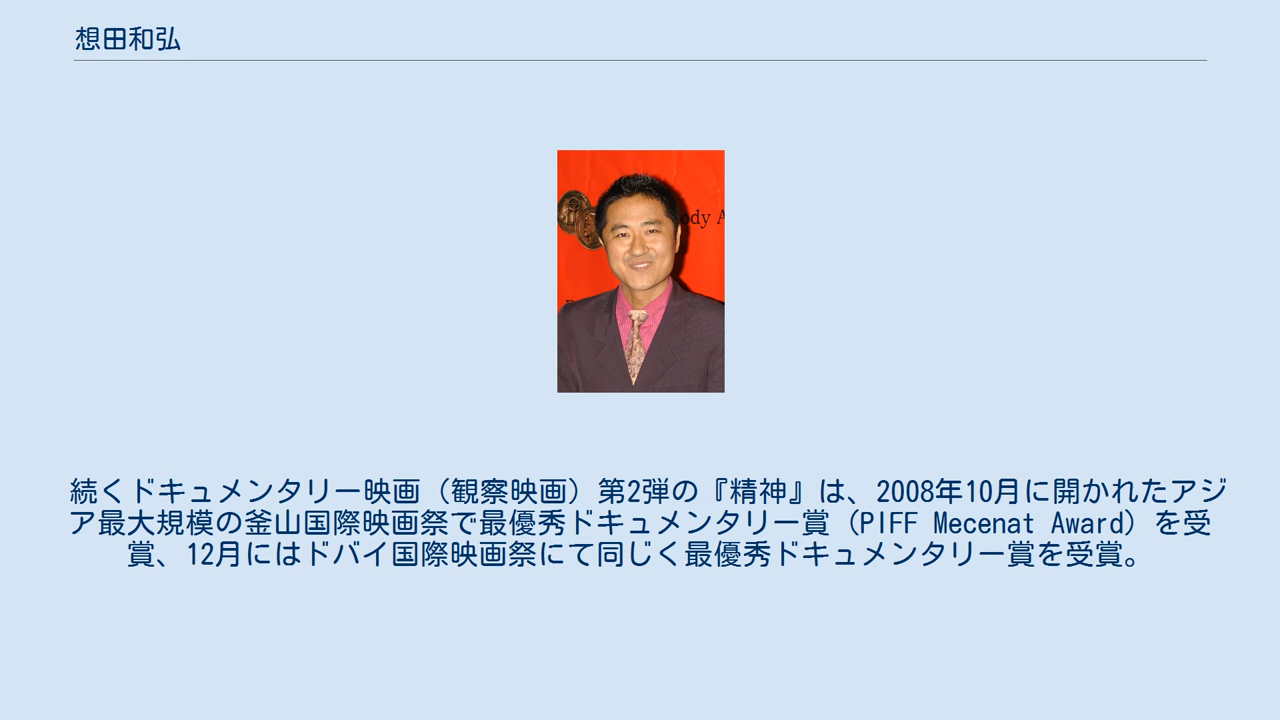 想田和弘
ody A
続くドキュメンタリー映画（観察映画）第2弾の『精神』は、2008年10月に開かれたアジ
ア最大規模の釜山国際映画祭で最優秀ドキュメンタリー賞（PIFF Mecenat Award）を受
賞、12月にはドバイ国際映画祭にて同じく最優秀ドキュメンタリー賞を受賞。